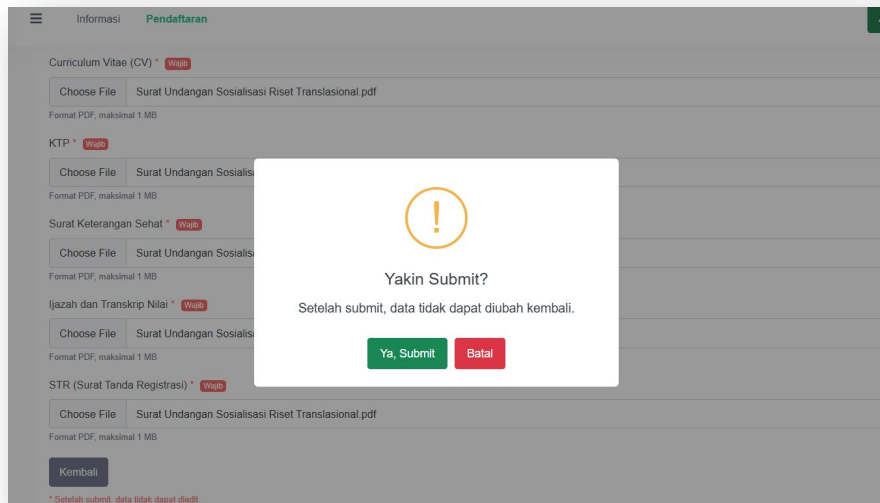 Informasi Pendaftaran
Curriculum Vitae (CV) * Wajib
Choose File Surat Undangan Sosialisasi Riset Translasional.pdf
Format PDF, maksimal 1 MB
KTP * Wajib
Choose File Surat Undangan Sosialisa
Format PDF, maksimal 1 MB
Surat Keterangan Sehat * Wajib
Choose File Surat Undangan Sosialisa
Format PDF, maksimal 1 MB
Ijazah dan Transkrip Nilai * Wajib
Choose File Surat Undangan Sosialisa
Format PDF, maksimal 1 MB
STR (Surat Tanda Registrasi) * Wajib
Choose File Surat Undangan Sosialisasi Riset Translasional.pdf
Format PDF, maksimal 1 MB
Kembali
* Setelah submit, data tidak dapat diedit.
!
Yakin Submit?
Setelah submit, data tidak dapat diubah kembali.
Ya, Submit Batal